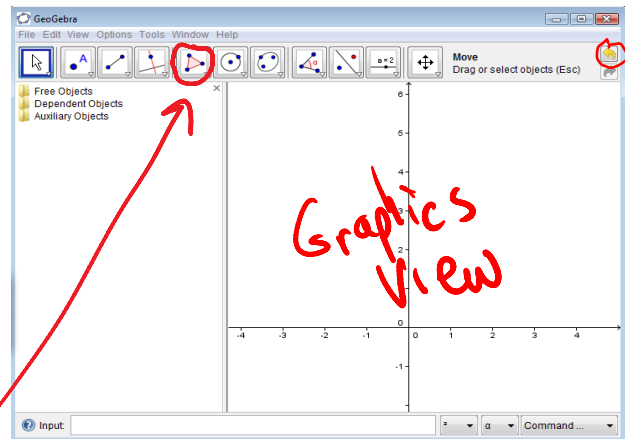 GeoGebra
File Edit View Options Tools Window Help
A
α
a = 2
Move
Drag or select objects (Esc)
Free Objects
Dependent Objects
Auxiliary Objects
6
5
4
3
2
Graphics
View
0
-4 -3 -2 -1 0 1 2 3 4
-1
Input:
²
α
Command ...